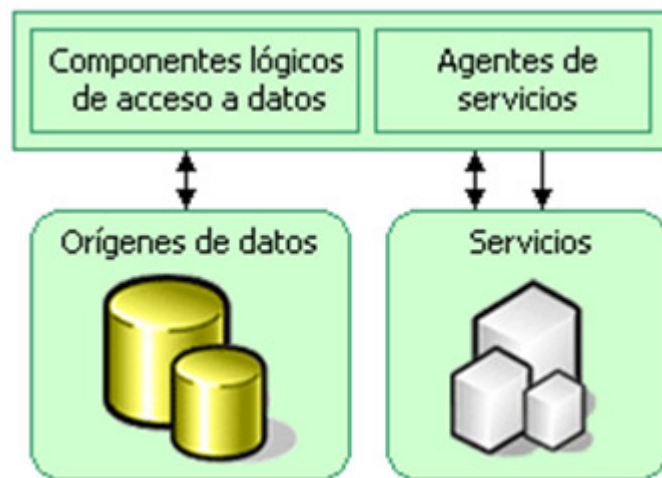 Componentes lógicos
de acceso a datos
Agentes de
servicios
Orígenes de datos
Servicios